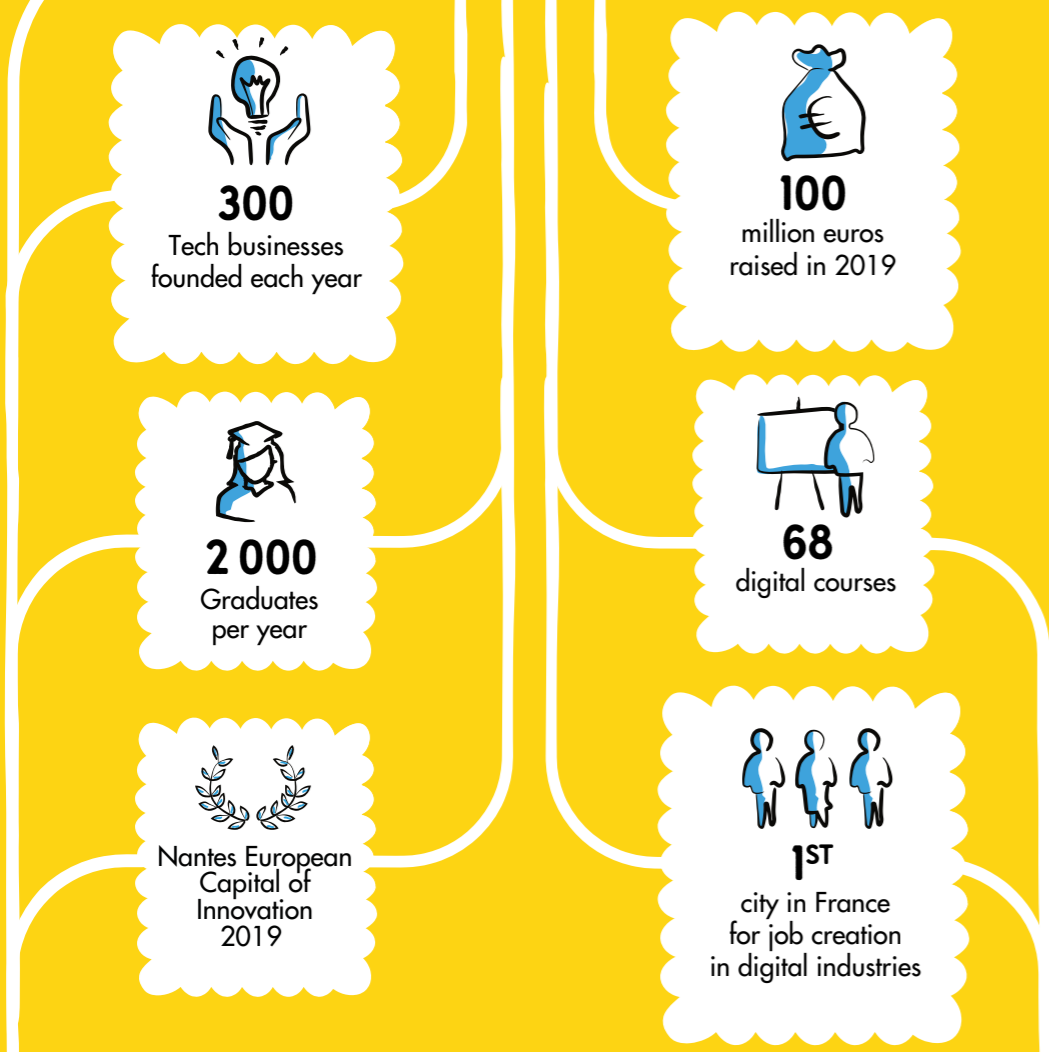 300
Tech businesses
founded each year
100
million euros
raised in 2019
2 000
Graduates
per year
68
digital courses
Nantes European
Capital of
Innovation
2019
1ST
city in France
for job creation
in digital industries